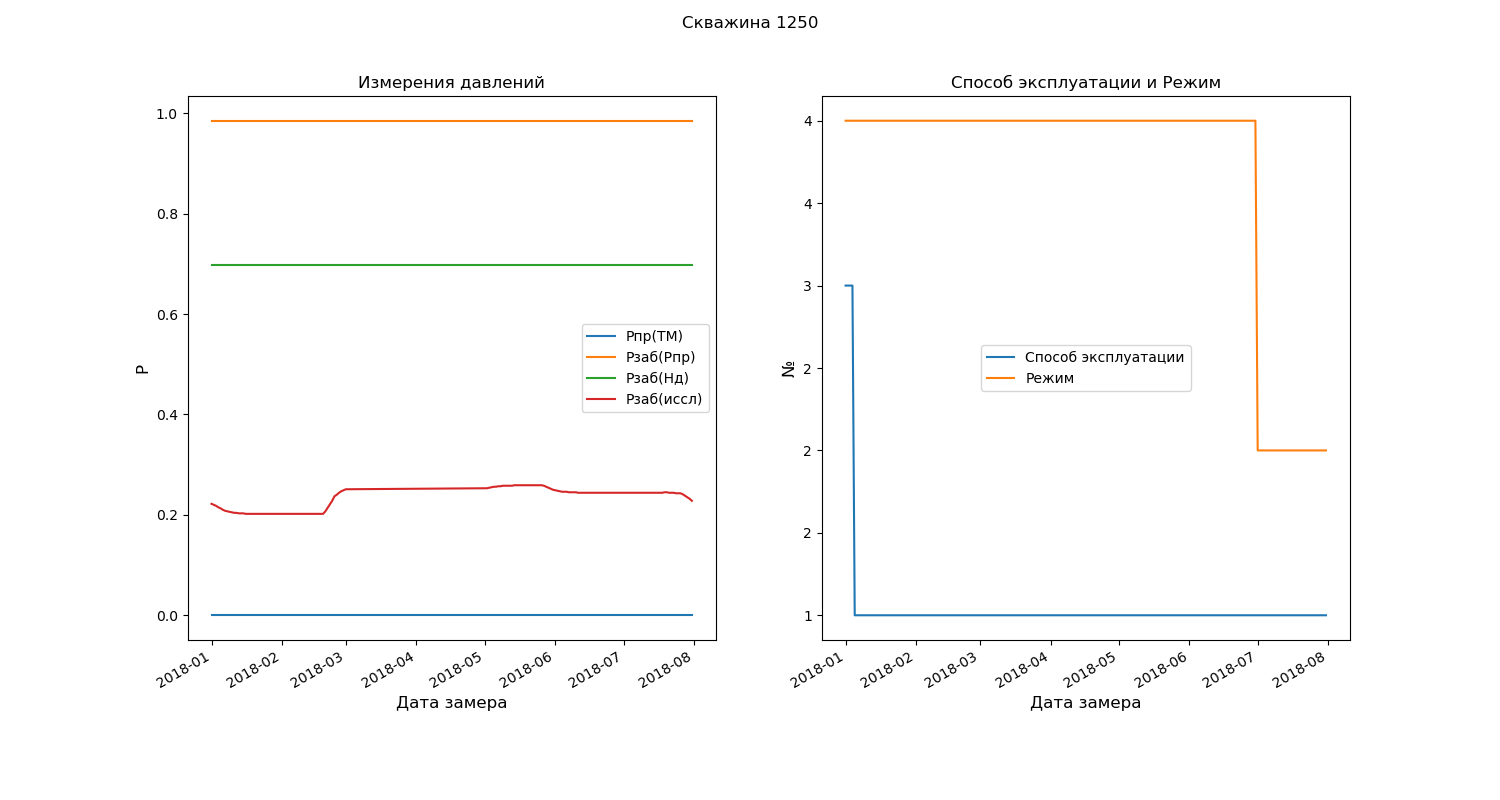 Скважина 1250
Измерения давлений
1.0
0.8
0.6
0.4
0.2
0.0
P
Рпр(ТМ)
Рзаб(Рпр)
Рзаб(Нд)
Рзаб(иссл)
2018-01
2018-02
2018-03
2018-04
2018-05
2018-06
2018-07
2018-08
Дата замера
Способ эксплуатации и Режим
4
4
3
2
2
2
1
№
Способ эксплуатации
Режим
2018-01
2018-02
2018-03
2018-04
2018-05
2018-06
2018-07
2018-08
Дата замера